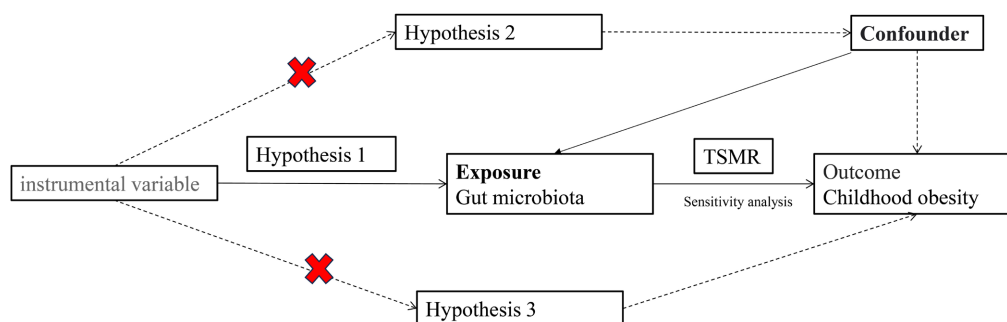 Hypothesis 2
Confounder
Hypothesis 1
TSMR
instrumental variable
Exposure
Gut microbiota
Sensitivity analysis
Outcome
Childhood obesity
Hypothesis 3